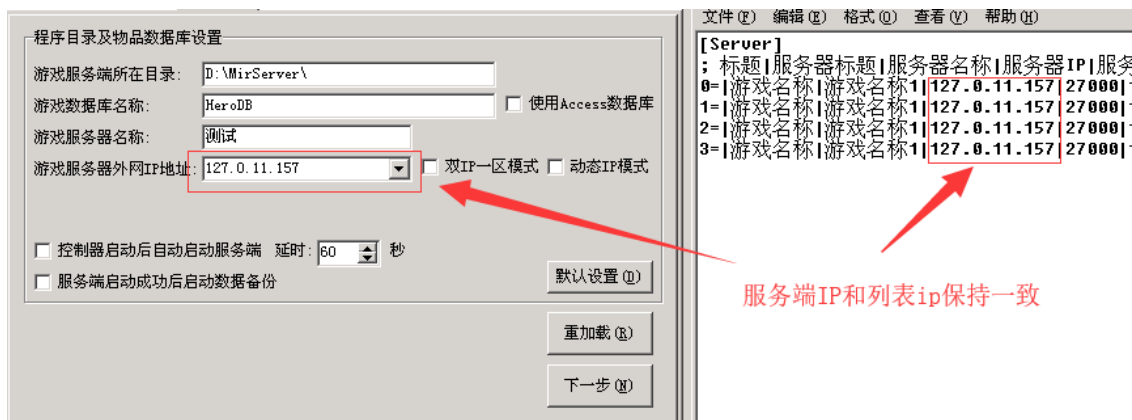 程序目录及物品数据库设置
游戏服务端所在目录: D:\MirServer\
游戏数据库名称: HeroDB 使用Access数据库
游戏服务器名称: 测试
游戏服务器外网IP地址: 127.0.11.157 双IP一区模式 动态IP模式
控制器启动后自动启动服务端 延时: 60 秒
服务端启动成功后启动数据备份
默认设置(D)
重加载(R)
下一步(N)
文件(F) 编辑(E) 格式(O) 查看(V) 帮助(H)
[Server]
; 标题|服务器标题|服务器名称|服务器IP|服务
0=|游戏名称|游戏名称1|127.0.11.157|27000|
1=|游戏名称|游戏名称1|127.0.11.157|27000|
2=|游戏名称|游戏名称1|127.0.11.157|27000|
3=|游戏名称|游戏名称1|127.0.11.157|27000|
服务端IP和列表ip保持一致